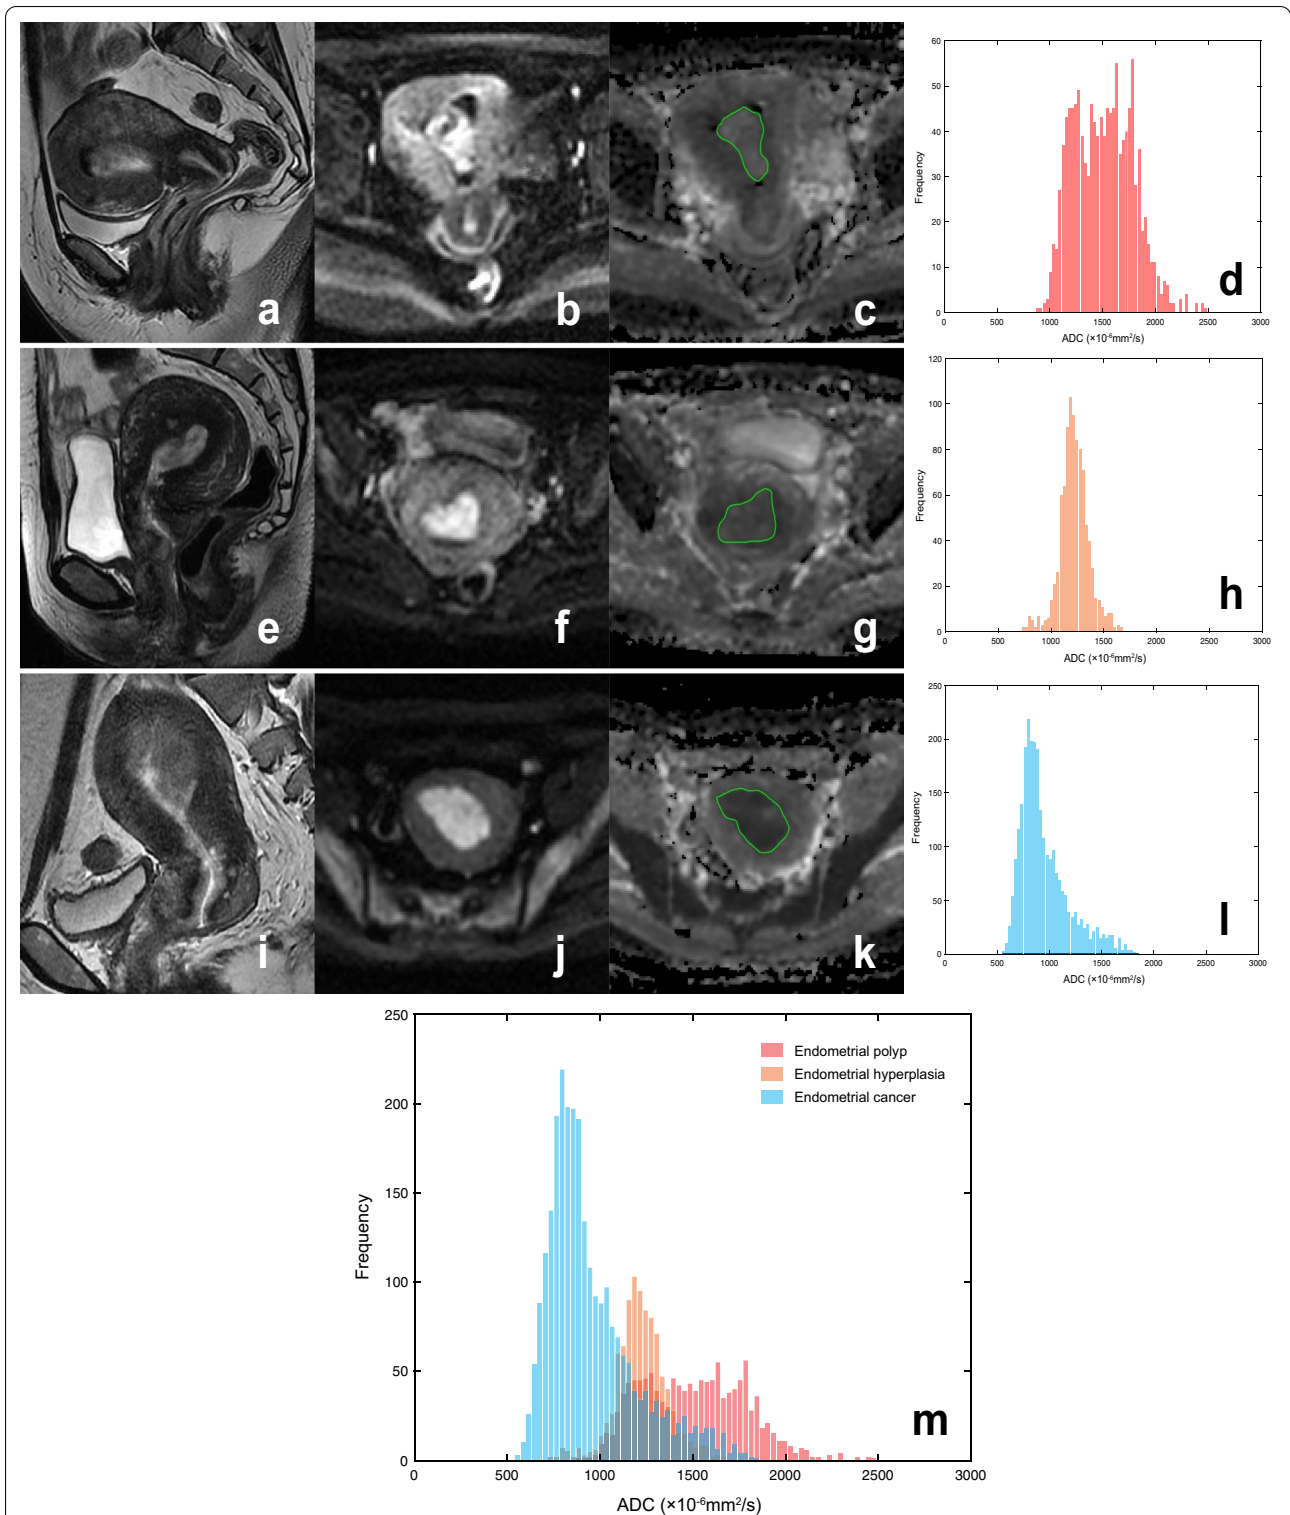 a
b
c
60
50
40
30
20
10
0
Frequency
d
0 500 1000 1500 2000 2500 3000
ADC (×10⁻⁶mm²/s)
e
f
g
120
100
80
60
40
20
0
Frequency
h
0 500 1000 1500 2000 2500 3000
ADC (×10⁻⁶mm²/s)
i
j
k
250
200
150
100
50
0
Frequency
l
0 500 1000 1500 2000 2500 3000
ADC (×10⁻⁶mm²/s)
250
200
150
100
50
0
Frequency
Endometrial polyp
Endometrial hyperplasia
Endometrial cancer
m
0 500 1000 1500 2000 2500 3000
ADC (×10⁻⁶mm²/s)